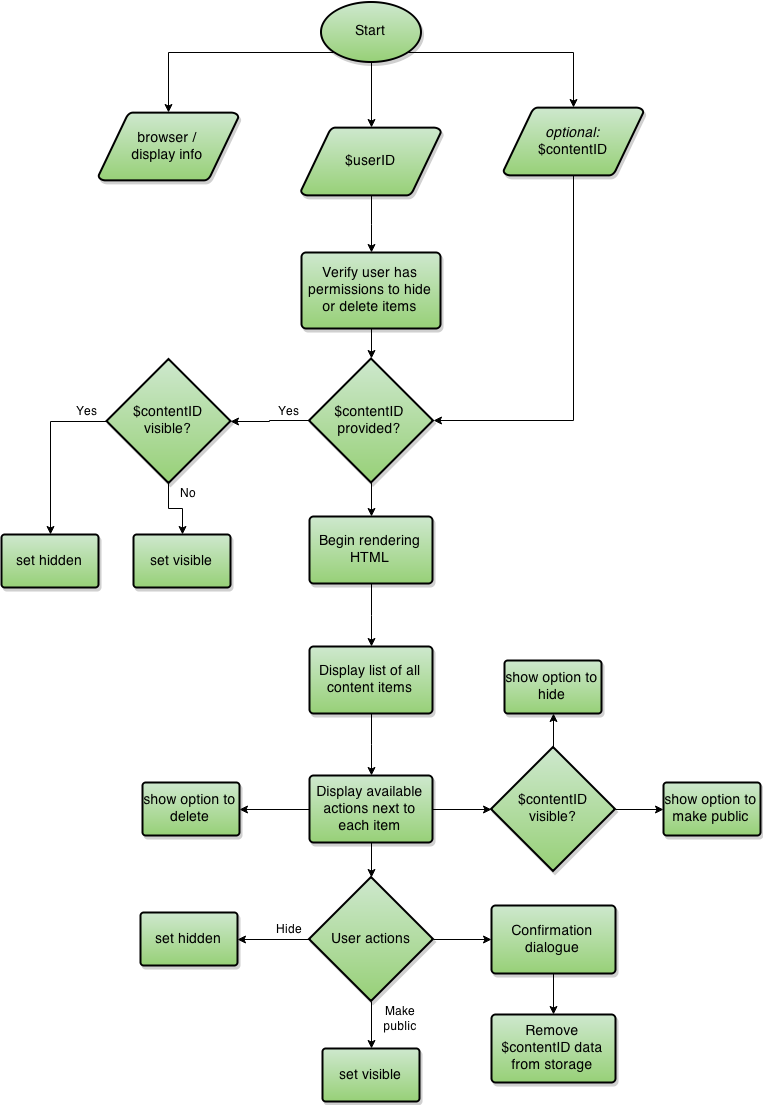 Start
browser /
display info
$userID
optional:
$contentID
Verify user has
permissions to hide
or delete items
Yes
$contentID
visible?
Yes
$contentID
provided?
No
set hidden
set visible
Begin rendering
HTML
Display list of all
content items
show option to
hide
show option to
delete
Display available
actions next to
each item
$contentID
visible?
show option to
make public
set hidden
Hide
User actions
Confirmation
dialogue
Make
public
set visible
Remove
$contentID data
from storage